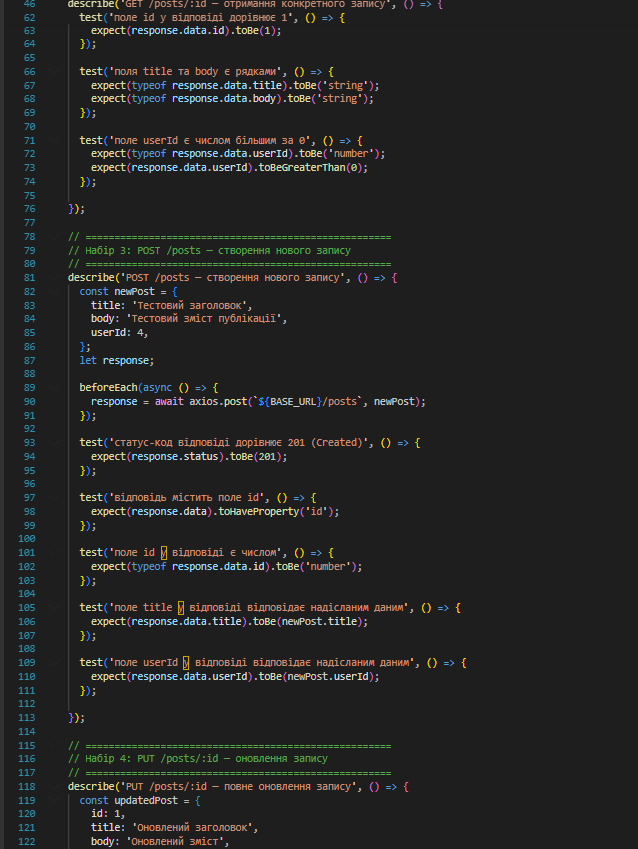 46 describe('GET /posts/:id — отримання конкретного запису', () => {
62 test('поле id у відповіді дорівнює 1', () => {
63 expect(response.data.id).toBe(1);
64 });
65
66 test('поля title та body є рядками', () => {
67 expect(typeof response.data.title).toBe('string');
68 expect(typeof response.data.body).toBe('string');
69 });
70
71 test('поле userId є числом більшим за 0', () => {
72 expect(typeof response.data.userId).toBe('number');
73 expect(response.data.userId).toBeGreaterThan(0);
74 });
75
76 });
77
78 // =====================================================
79 // Набір 3: POST /posts — створення нового запису
80 // =====================================================
81 describe('POST /posts — створення нового запису', () => {
82 const newPost = {
83 title: 'Тестовий заголовок',
84 body: 'Тестовий зміст публікації',
85 userId: 4,
86 };
87 let response;
88
89 beforeEach(async () => {
90 response = await axios.post(`${BASE_URL}/posts`, newPost);
91 });
92
93 test('статус-код відповіді дорівнює 201 (Created)', () => {
94 expect(response.status).toBe(201);
95 });
96
97 test('відповідь містить поле id', () => {
98 expect(response.data).toHaveProperty('id');
99 });
100
101 test('поле id у відповіді є числом', () => {
102 expect(typeof response.data.id).toBe('number');
103 });
104
105 test('поле title у відповіді відповідає надісланим даним', () => {
106 expect(response.data.title).toBe(newPost.title);
107 });
108
109 test('поле userId у відповіді відповідає надісланим даним', () => {
110 expect(response.data.userId).toBe(newPost.userId);
111 });
112
113 });
114
115 // =====================================================
116 // Набір 4: PUT /posts/:id — оновлення запису
117 // =====================================================
118 describe('PUT /posts/:id — повне оновлення запису', () => {
119 const updatedPost = {
120 id: 1,
121 title: 'Оновлений заголовок',
122 body: 'Оновлений зміст',